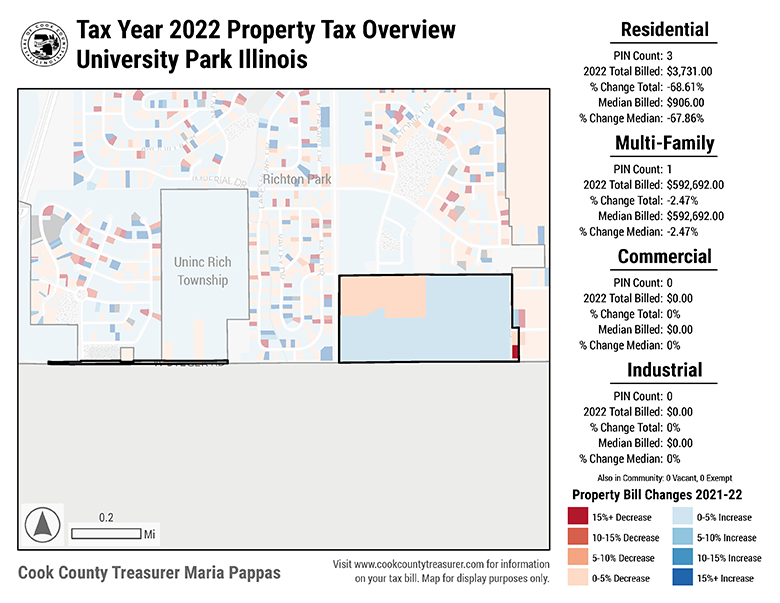 Tax Year 2022 Property Tax Overview
University Park Illinois
Richton Park
Uninc Rich
Township
0.2
Mi
Cook County Treasurer Maria Pappas
Visit www.cookcountytreasurer.com for information
on your tax bill. Map for display purposes only.
Residential
PIN Count: 3
2022 Total Billed: $3,731.00
% Change Total: -68.61%
Median Billed: $906.00
% Change Median: -67.86%
Multi-Family
PIN Count: 1
2022 Total Billed: $592,692.00
% Change Total: -2.47%
Median Billed: $592,692.00
% Change Median: -2.47%
Commercial
PIN Count: 0
2022 Total Billed: $0.00
% Change Total: 0%
Median Billed: $0.00
% Change Median: 0%
Industrial
PIN Count: 0
2022 Total Billed: $0.00
% Change Total: 0%
Median Billed: $0.00
% Change Median: 0%
Also in Community: 0 Vacant, 0 Exempt
Property Bill Changes 2021-22
15%+ Decrease
10-15% Decrease
5-10% Decrease
0-5% Decrease
0-5% Increase
5-10% Increase
10-15% Increase
15%+ Increase